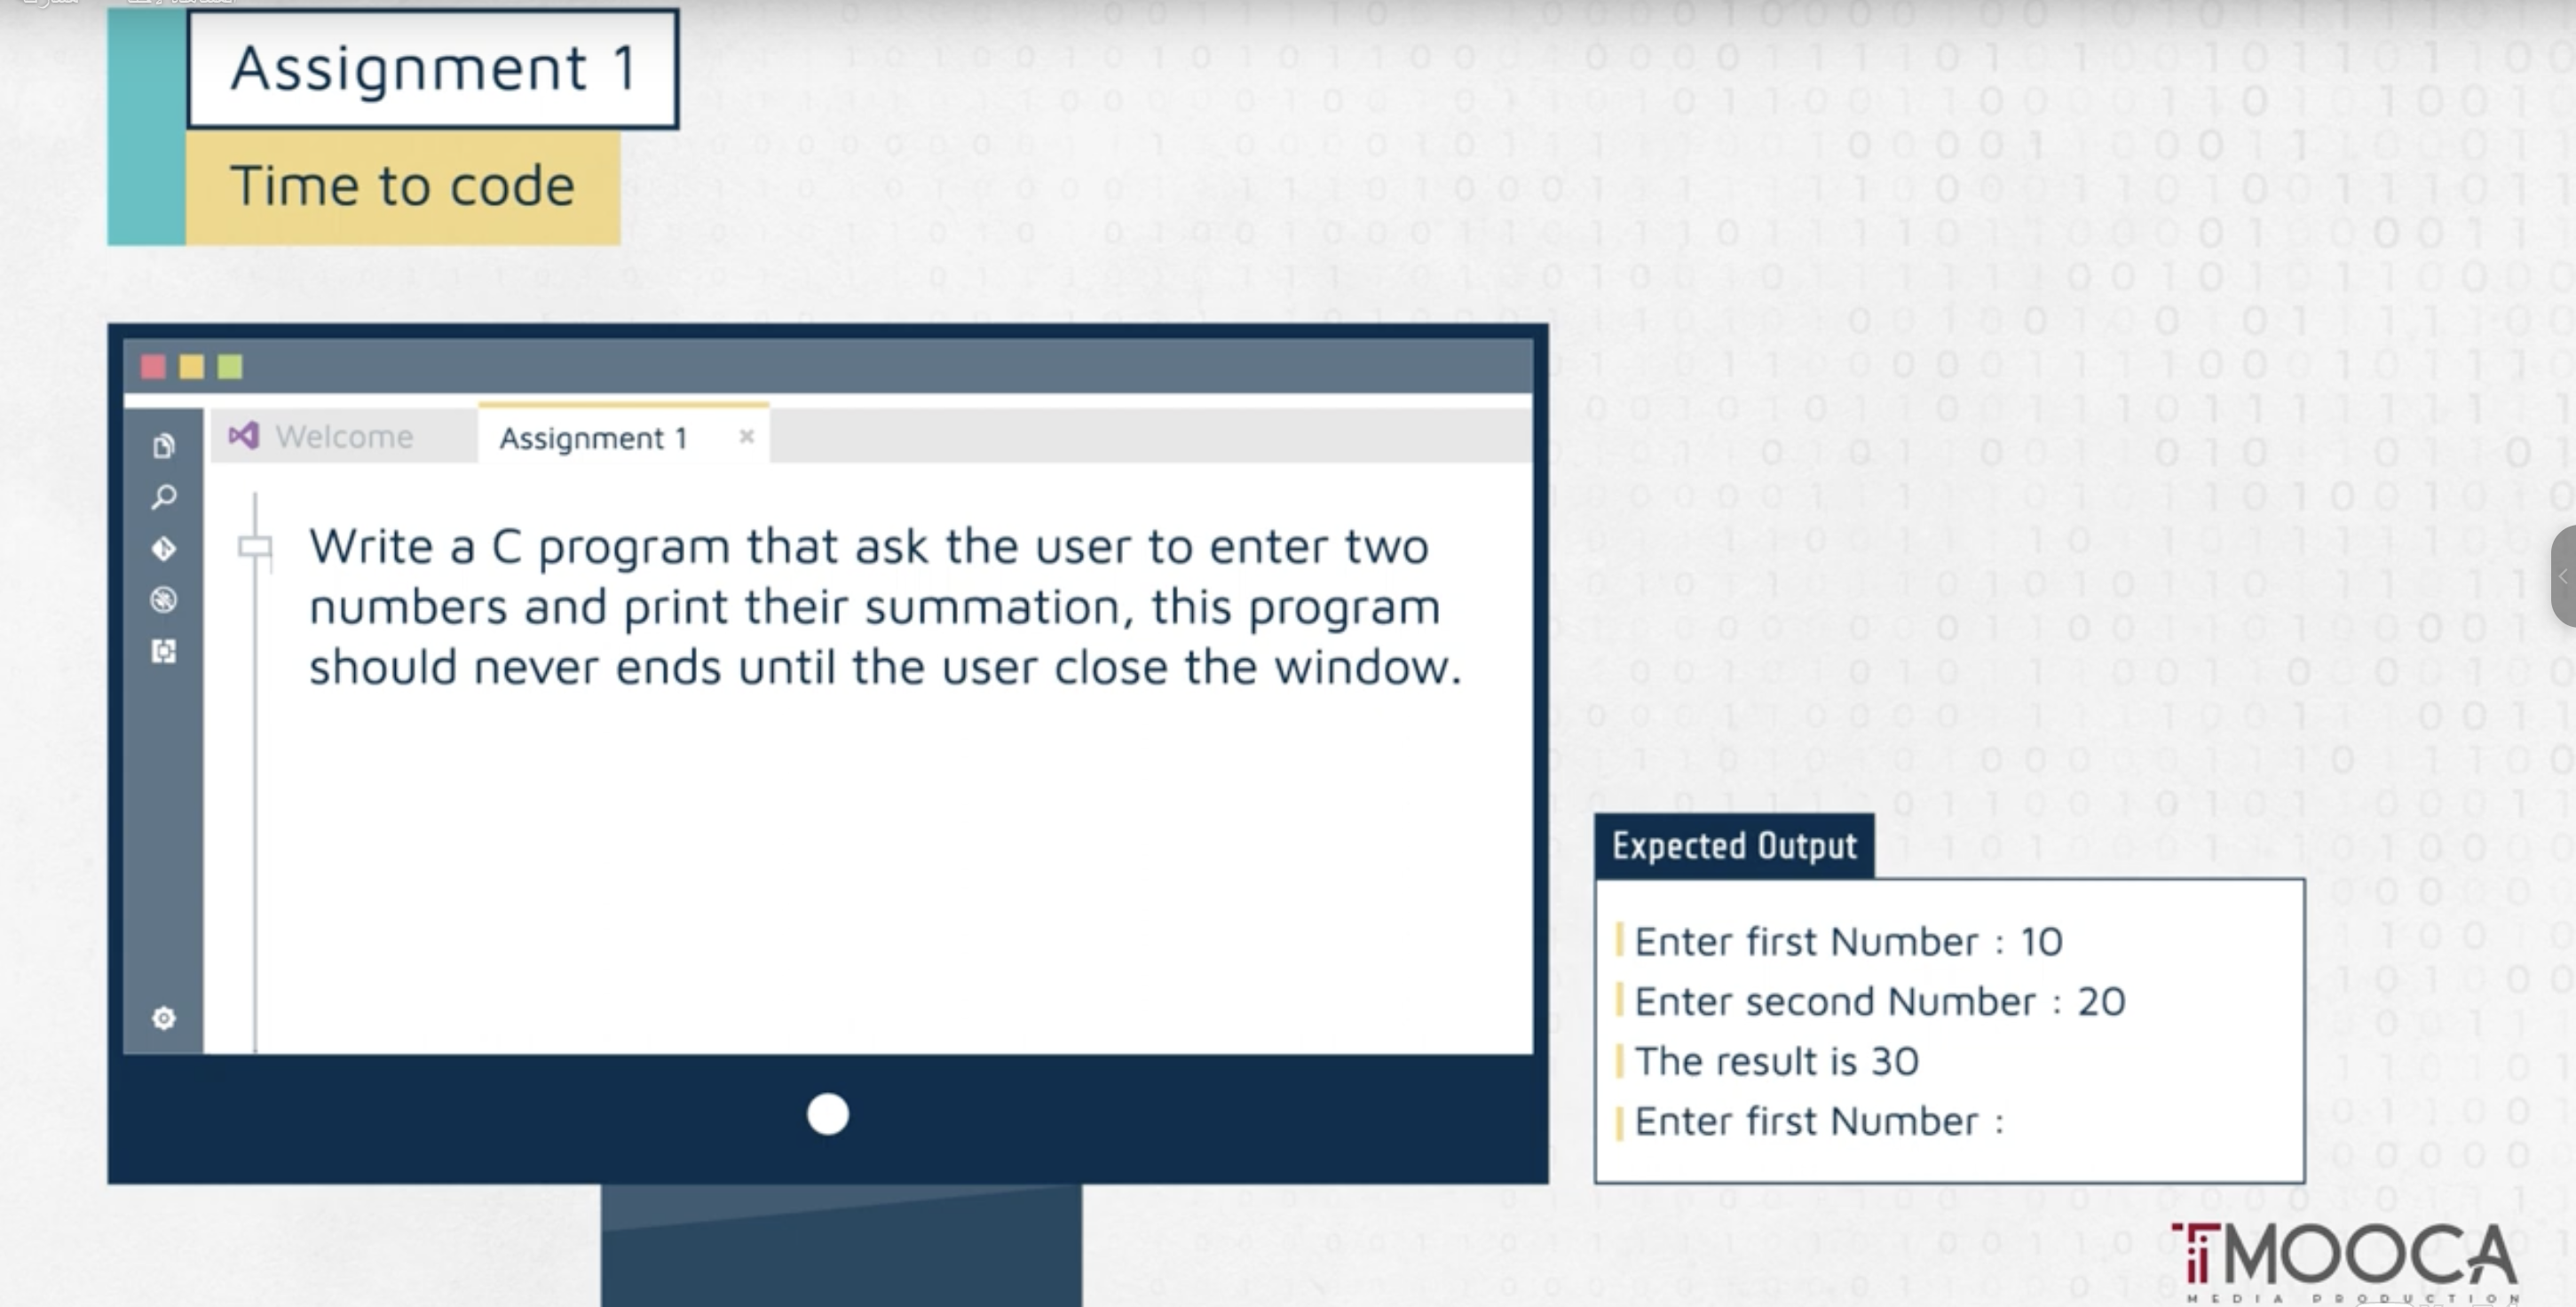 Assignment 1
Time to code
Welcome
Assignment 1
Write a C program that ask the user to enter two
numbers and print their summation, this program
should never ends until the user close the window.
Expected Output
Enter first Number : 10
Enter second Number : 20
The result is 30
Enter first Number :
iTMOOCA
MEDIA PRODUCTION